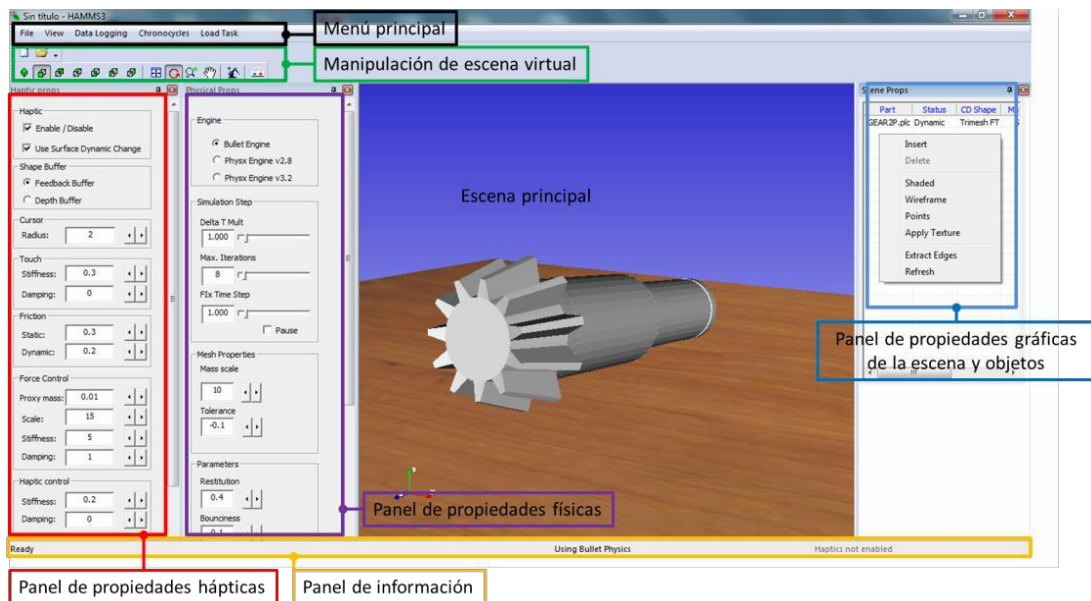 Sin título - HAMMS3
File View Data Logging Chronocycles Load Task
Menú principal
Manipulación de escena virtual
Haptic props
Haptic
Enable / Disable
Use Surface Dynamic Change
Shape Buffer
Feedback Buffer
Depth Buffer
Cursor
Radius: 2
Touch
Stiffness: 0.3
Damping: 0
Friction
Static: 0.3
Dynamic: 0.2
Force Control
Proxy mass: 0.01
Scale: 15
Stiffness: 5
Damping: 1
Haptic control
Stiffness: 0.2
Damping: 0
Physical Props
Engine
Bullet Engine
Physx Engine v2.8
Physx Engine v3.2
Simulation Step
Delta T Mult
1.000
Max. Iterations
8
FIx Time Step
1.000
Pause
Mesh Properties
Mass scale
10
Tolerance
-0.1
Parameters
Restitution
0.4
Bounciness
Escena principal
y
Panel de propiedades físicas
Scene Props
Part Status CD Shape
GEAR2P.plc Dynamic Trimesh FT
Insert
Delete
Shaded
Wireframe
Points
Apply Texture
Extract Edges
Refresh
Panel de propiedades gráficas
de la escena y objetos
Ready Using Bullet Physics Haptics not enabled
Panel de propiedades hápticas
Panel de información